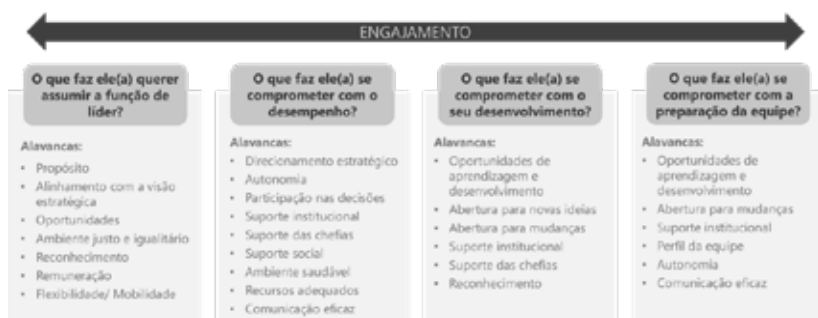 ENGAJAMENTO
O que faz ele(a) querer
assumir a função de
líder?
Alavancas:
• Propósito
• Alinhamento com a visão
estratégica
• Oportunidades
• Ambiente justo e igualitário
• Reconhecimento
• Remuneração
• Flexibilidade/ Mobilidade
O que faz ele(a) se
comprometer com o
desempenho?
Alavancas:
• Direcionamento estratégico
• Autonomia
• Participação nas decisões
• Suporte institucional
• Suporte das chefias
• Suporte social
• Ambiente saudável
• Recursos adequados
• Comunicação eficaz
O que faz ele(a) se
comprometer com o
seu desenvolvimento?
Alavancas:
• Oportunidades de
aprendizagem e
desenvolvimento
• Abertura para novas ideias
• Abertura para mudanças
• Suporte institucional
• Suporte das chefias
• Reconhecimento
O que faz ele(a) se
comprometer com a
preparação da equipe?
Alavancas:
• Oportunidades de
aprendizagem e
desenvolvimento
• Abertura para mudanças
• Suporte institucional
• Perfil da equipe
• Autonomia
• Comunicação eficaz